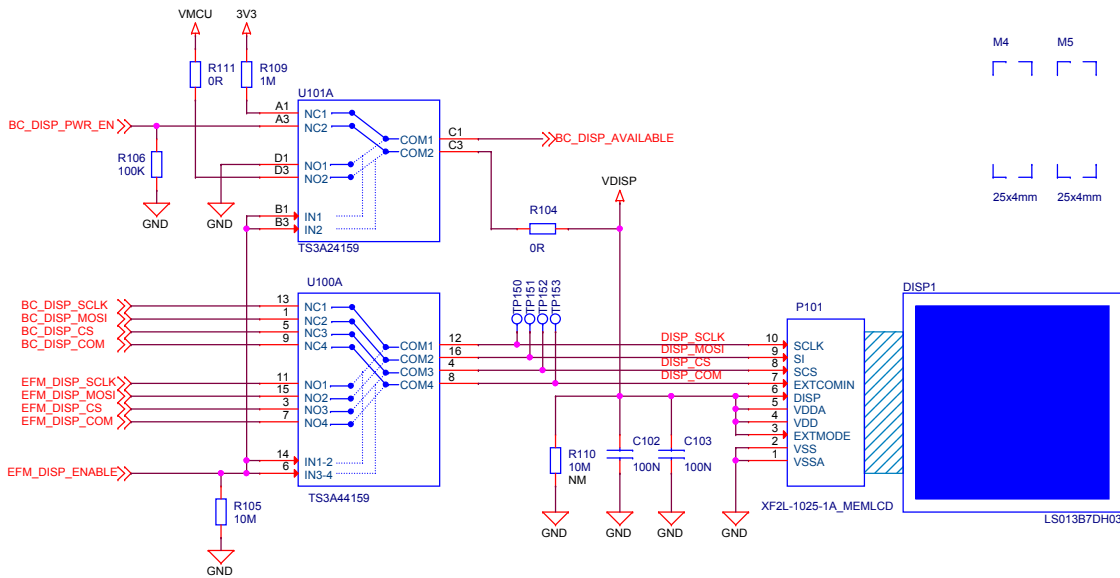 VMCU
3V3
M4
M5
R111
0R
R109
1M
U101A
A1
NC1
A3
NC2
COM1
C1
COM2
C3
BC_DISP_PWR_EN
BC_DISP_AVAILABLE
R106
100K
D1
NO1
D3
NO2
VDISP
25x4mm
25x4mm
GND
GND
B1
IN1
B3
IN2
R104
0R
TS3A24159
U100A
TP150
TP151
TP152
TP153
DISP1
BC_DISP_SCLK
13
NC1
BC_DISP_MOSI
1
NC2
BC_DISP_CS
5
NC3
BC_DISP_COM
9
NC4
P101
COM1
12
DISP_SCLK
10
SCLK
COM2
16
DISP_MOSI
9
SI
COM3
4
DISP_CS
8
SCS
COM4
8
DISP_COM
7
EXTCOMIN
EFM_DISP_SCLK
11
NO1
EFM_DISP_MOSI
15
NO2
EFM_DISP_CS
3
NO3
EFM_DISP_COM
7
NO4
6
DISP
5
VDDA
4
VDD
3
EXTMODE
2
VSS
1
VSSA
14
IN1-2
EFM_DISP_ENABLE
6
IN3-4
R110
10M
NM
C102
100N
C103
100N
TS3A44159
R105
10M
XF2L-1025-1A_MEMLCD
LS013B7DH03
GND
GND
GND
GND
GND